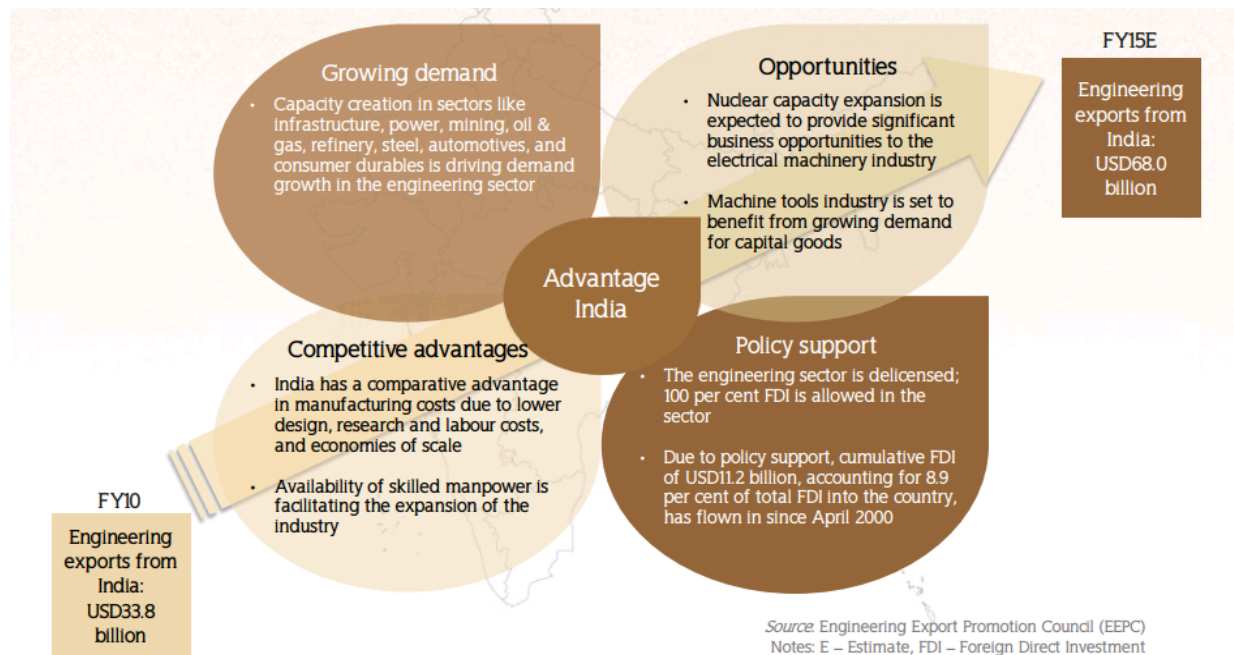 Growing demand
• Capacity creation in sectors like
infrastructure, power, mining, oil &
gas, refinery, steel, automotives, and
consumer durables is driving demand
growth in the engineering sector
Opportunities
• Nuclear capacity expansion is
expected to provide significant
business opportunities to the
electrical machinery industry
• Machine tools industry is set to
benefit from growing demand
for capital goods
FY15E
Engineering
exports from
India:
USD68.0
billion
Advantage
India
Competitive advantages
• India has a comparative advantage
in manufacturing costs due to lower
design, research and labour costs,
and economies of scale
• Availability of skilled manpower is
facilitating the expansion of the
industry
Policy support
• The engineering sector is delicensed;
100 per cent FDI is allowed in the
sector
• Due to policy support, cumulative FDI
of USD11.2 billion, accounting for 8.9
per cent of total FDI into the country,
has flown in since April 2000
FY10
Engineering
exports from
India:
USD33.8
billion
Source: Engineering Export Promotion Council (EEPC)
Notes: E – Estimate, FDI – Foreign Direct Investment